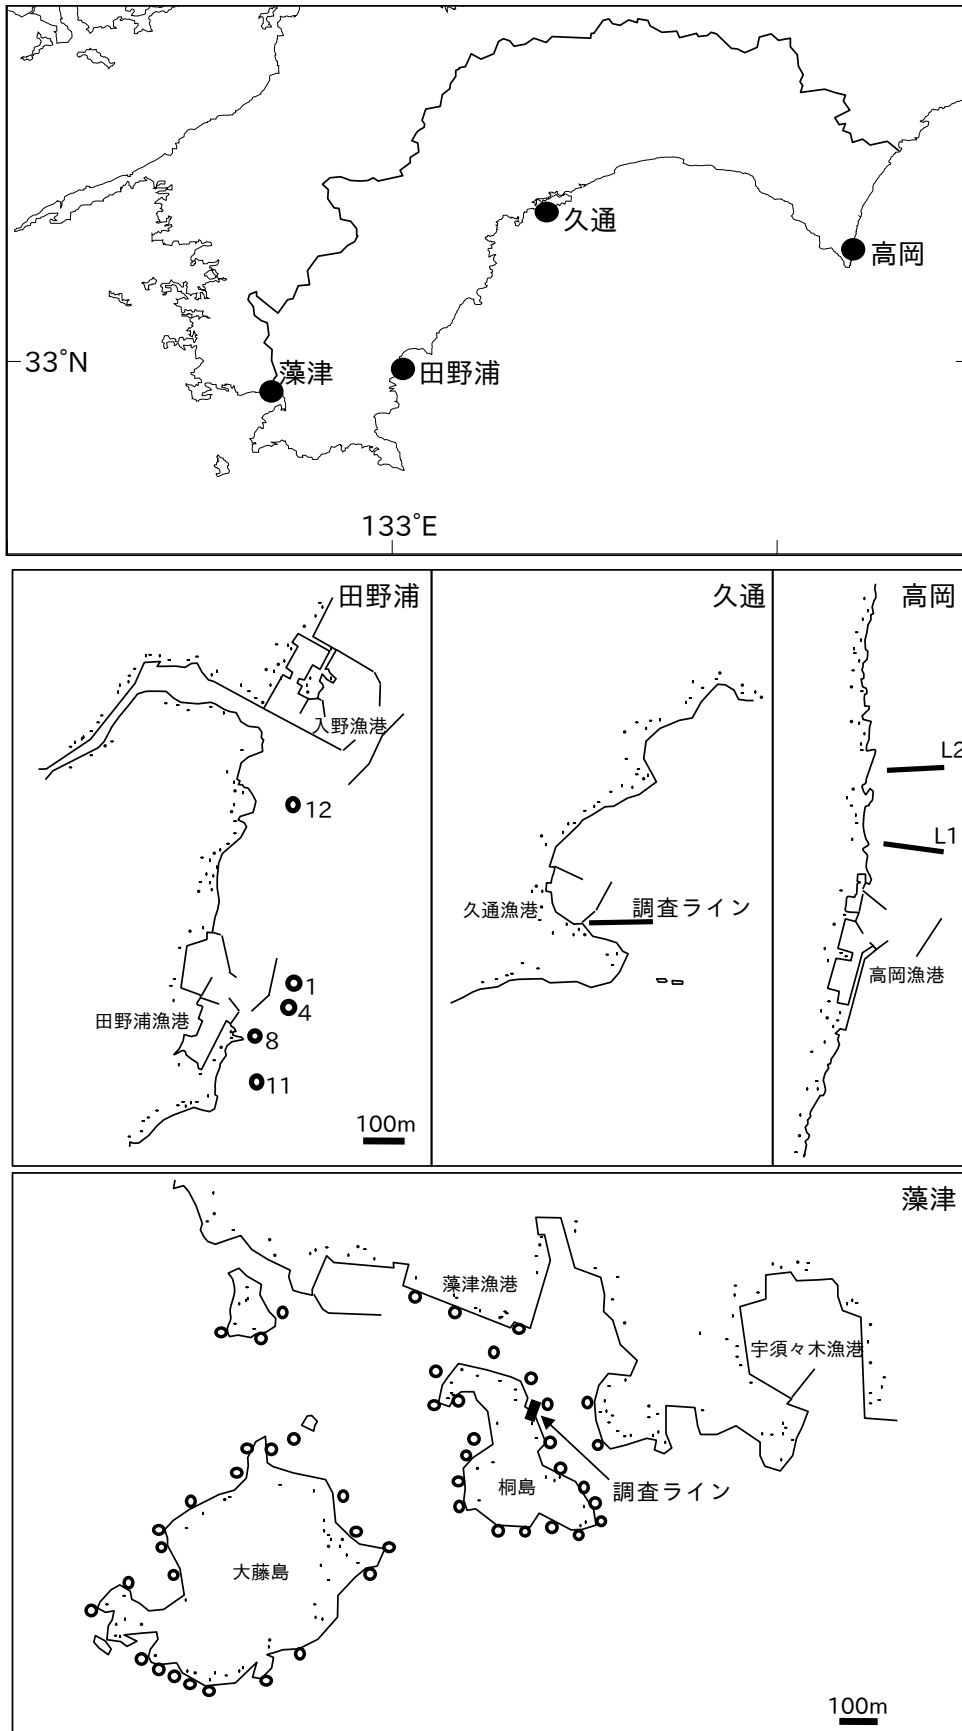 久通
高岡
33°N
藻津
田野浦
133°E
田野浦
久通
高岡
入野漁港
L2
12
L1
久通漁港
調査ライン
高岡漁港
1
4
田野浦漁港
8
11
100m
藻津
藻津漁港
宇須々木漁港
桐島
調査ライン
大藤島
100m